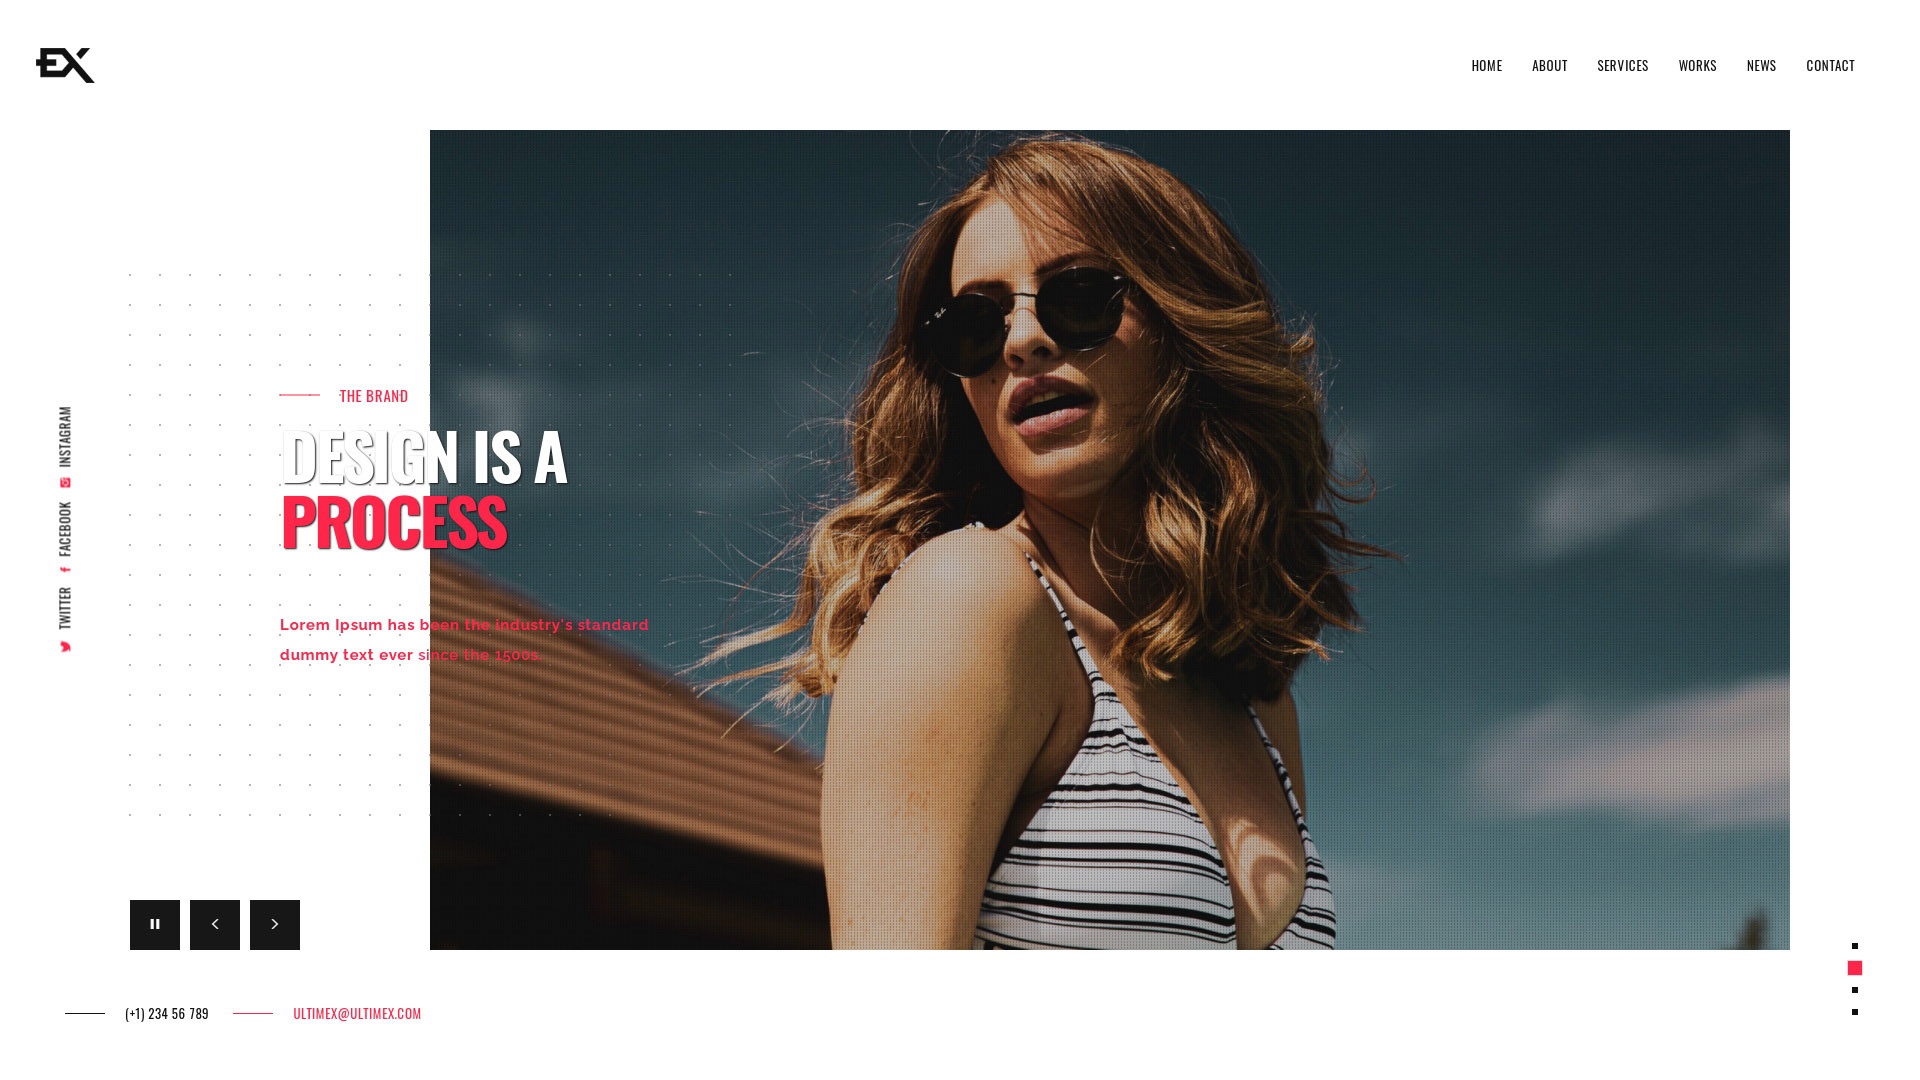 EX
HOME ABOUT SERVICES WORKS NEWS CONTACT
THE BRAND
DESIGN IS A
PROCESS
Lorem Ipsum has been the industry's standard
dummy text ever since the 1500s.
INSTAGRAM
FACEBOOK
TWITTER
(+1) 234 56 789
ULTIMEX@ULTIMEX.COM